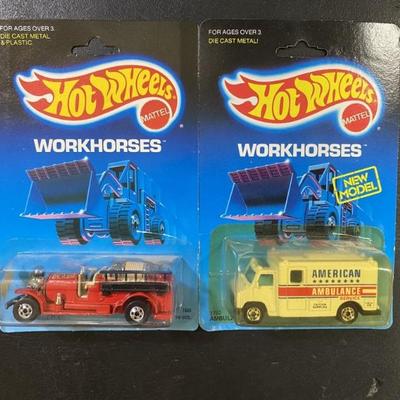 FOR AGES OVER 3
DIE CAST METAL
& PLASTIC
Hot Wheels
MATTEL
WORKHORSES
FOR AGES OVER 3
DIE CAST METAL!
Hot Wheels
MATTEL
WORKHORSES
NEW
MODEL
AMERICAN
AMBULANCE
SERVICE